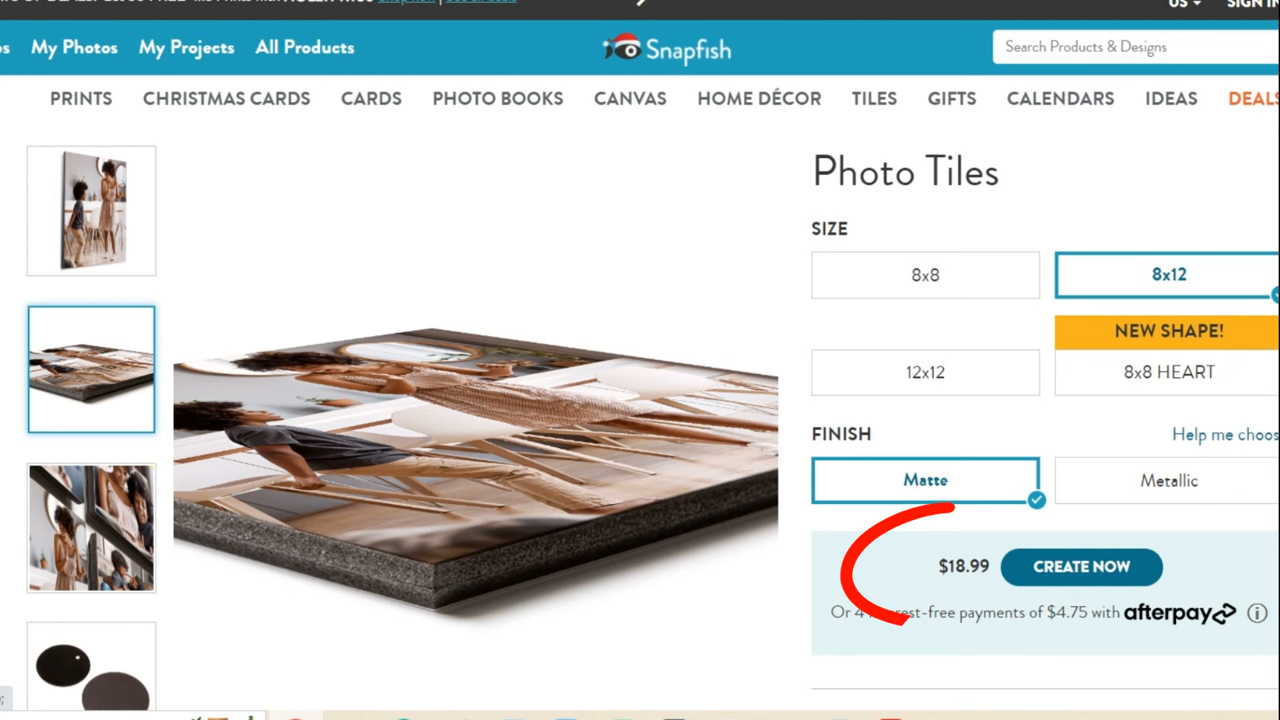 US
SIGN IN
My Photos
My Projects
All Products
Snapfish
Search Products & Designs
PRINTS
CHRISTMAS CARDS
CARDS
PHOTO BOOKS
CANVAS
HOME DÉCOR
TILES
GIFTS
CALENDARS
IDEAS
DEALS
Photo Tiles
SIZE
8x8
8x12
NEW SHAPE!
12x12
8x8 HEART
FINISH
Help me choos
Matte
Metallic
$18.99
CREATE NOW
Or 4 payments of $4.75 with afterpay